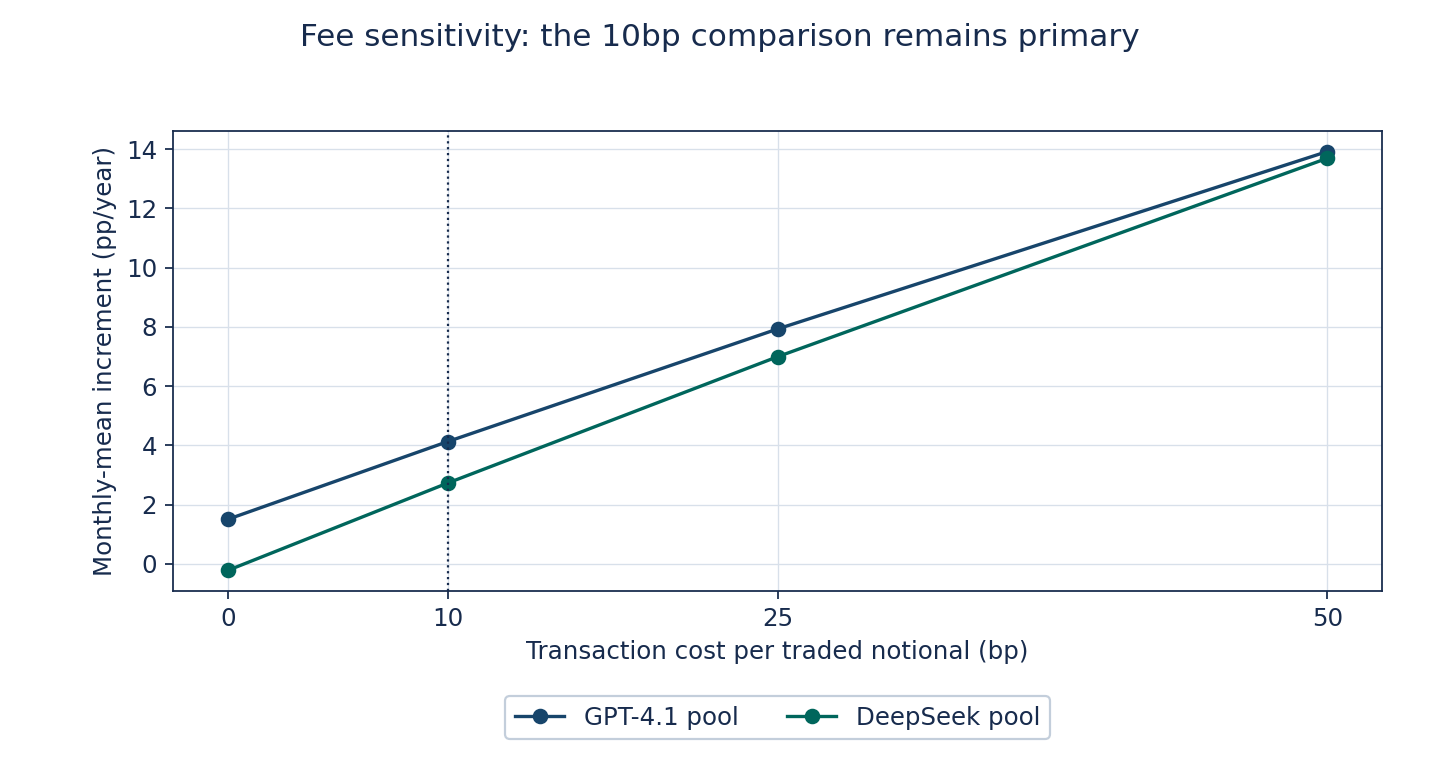 Fee sensitivity: the 10bp comparison remains primary
Monthly-mean increment (pp/year)
14
12
10
8
6
4
2
0
0 10 25 50
Transaction cost per traded notional (bp)
GPT-4.1 pool DeepSeek pool